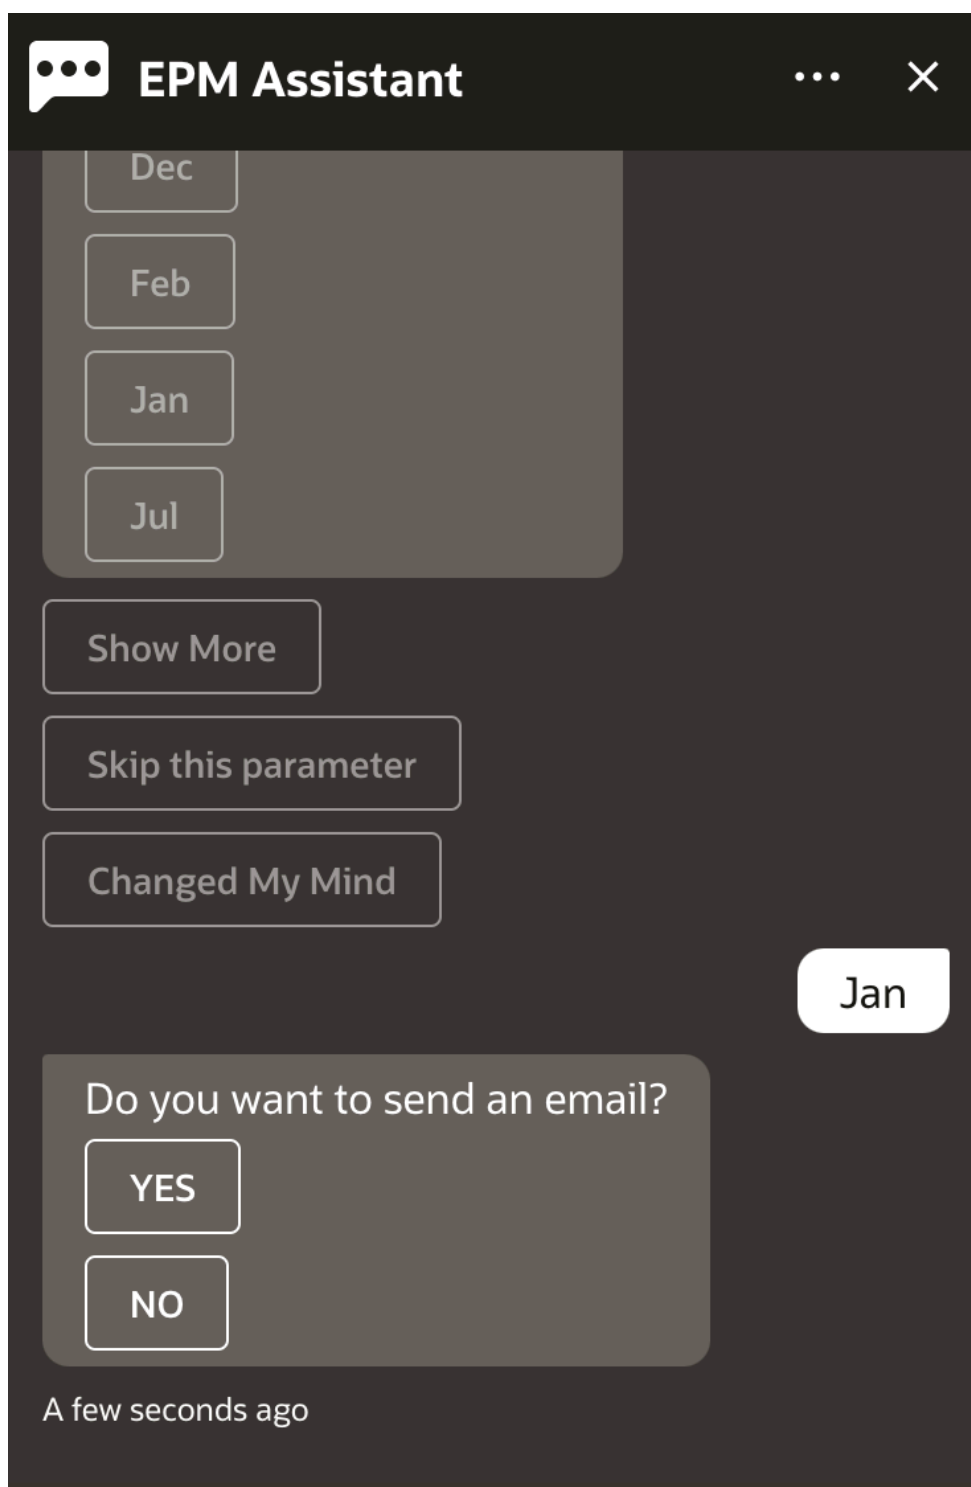 EPM Assistant
Dec
Feb
Jan
Jul
Show More
Skip this parameter
Changed My Mind
Jan
Do you want to send an email?
YES
NO
A few seconds ago